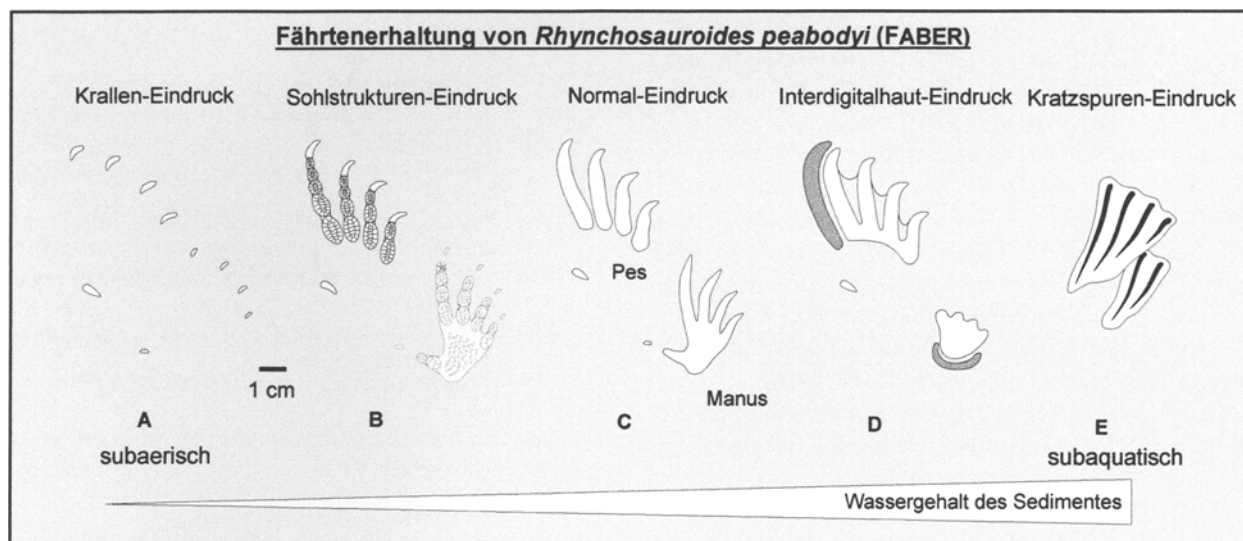 Fährtenerhaltung von Rhynchosauroides peabodyi (FABER)
Krallen-Eindruck
Sohlstrukturen-Eindruck
Normal-Eindruck
Interdigitalhaut-Eindruck
Kratzspuren-Eindruck
Pes
1 cm
Manus
A
B
C
D
E
subaerisch
subaquatisch
Wassergehalt des Sedimentes